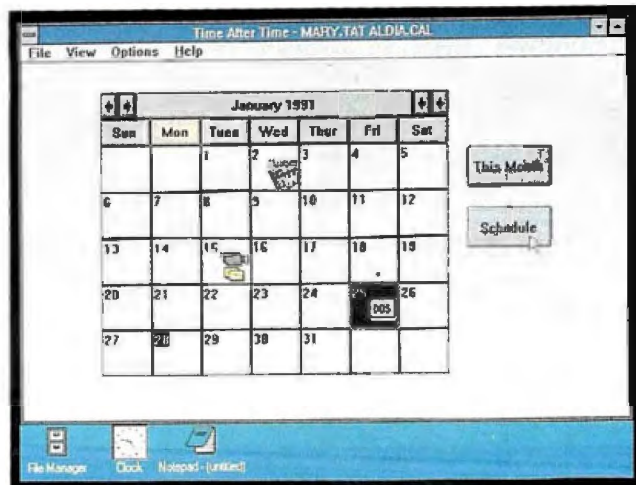 Time After Time - MARY.TAT ALDIA.CAL
File View Options Help
January 1991
Sun Mon Tues Wed Thur Fri Sat
1 2 3 4 5
6 7 8 9 10 11 12
13 14 15 16 17 18 19
20 21 22 23 24 26
27 28 29 30 31
This Month
Schedule
DOS
File Manager Clock Notepad - (untitled)